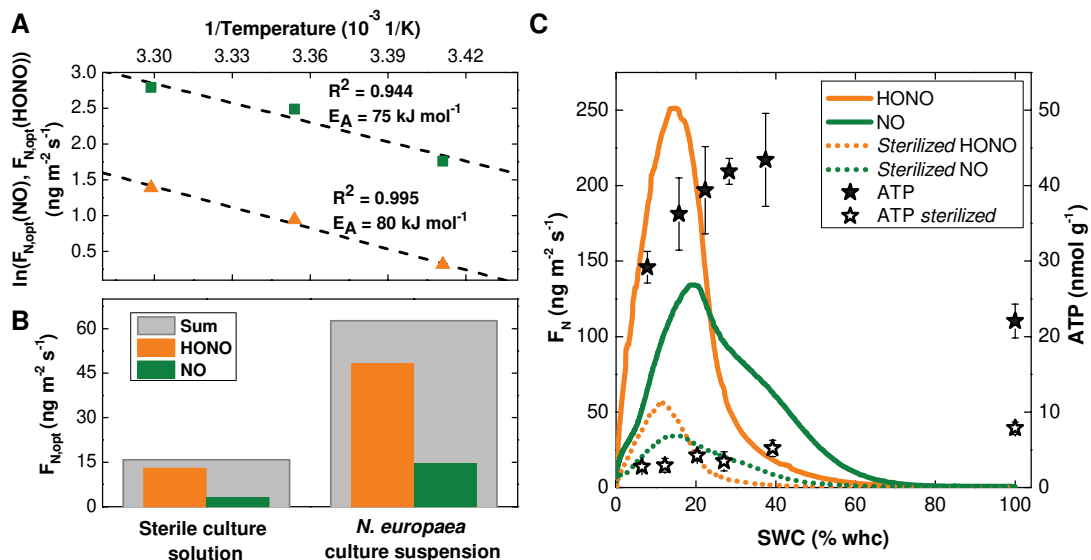 A
1/Temperature (10⁻³ 1/K)
3.30 3.33 3.36 3.39 3.42
ln(F_N,opt(NO), F_N,opt(HONO))
(ng m⁻² s⁻¹)
3.0
2.5
2.0
1.5
1.0
0.5
R² = 0.944
E_A = 75 kJ mol⁻¹
R² = 0.995
E_A = 80 kJ mol⁻¹
B
F_N,opt (ng m⁻² s⁻¹)
60
45
30
15
0
Sum
HONO
NO
Sterile culture
solution
N. europaea
culture suspension
C
F_N (ng m⁻² s⁻¹)
250
200
150
100
50
0
HONO
NO
Sterilized HONO
Sterilized NO
ATP
ATP sterilized
50
40
30
20
10
0
ATP (nmol g⁻¹)
0 20 40 60 80 100
SWC (% whc)